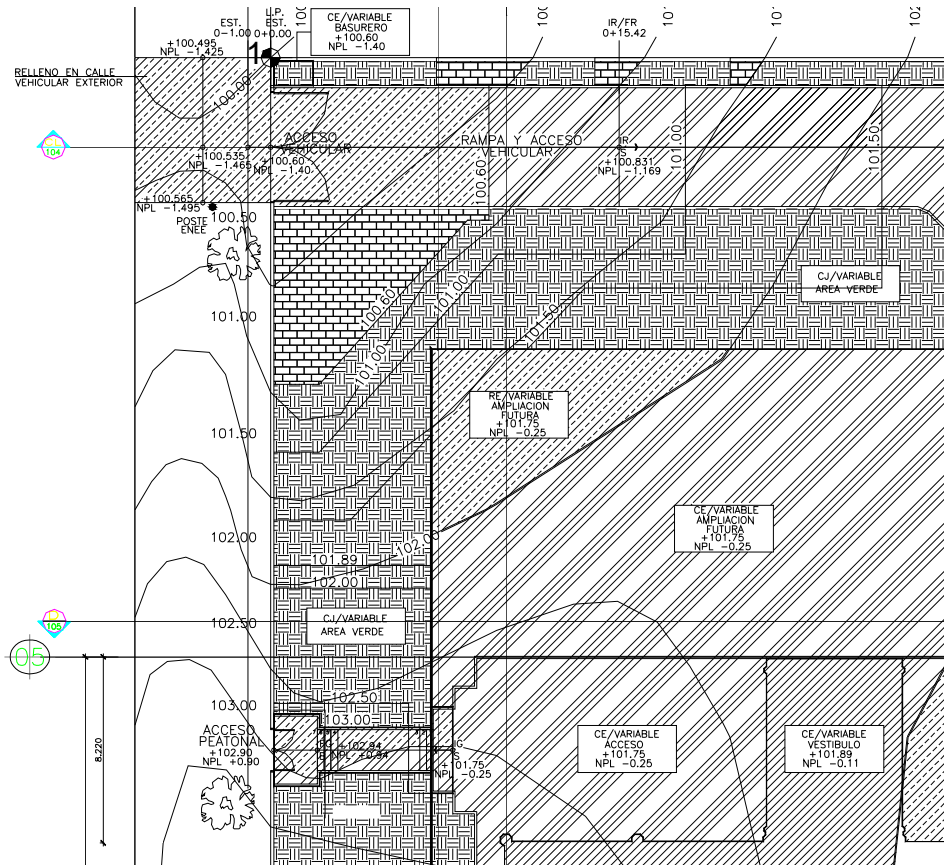 EST.
0-1.00
L.P.
EST.
0+0.00
1
CE/VARIABLE
BASURERO
+100.60
NPL -1.40
IR/FR
0+15.42
102
+100.495
NPL -1.425
RELLENO EN CALLE
VEHICULAR EXTERIOR
100.00
ACCESO
VEHICULAR
RAMPA Y ACCESO
VEHICULAR
104
+100.535
NPL -1.465
+100.60
NPL -1.40
100.60
IR
S
+100.831
NPL -1.169
101.00
101.50
+100.565
NPL -1.495
POSTE
ENEE
100.50
CJ/VARIABLE
AREA VERDE
101.00
100.60
101.00
101.00
101.50
RE/VARIABLE
AMPLIACION
FUTURA
+101.75
NPL -0.25
101.50
102.00
102.00
CE/VARIABLE
AMPLIACION
FUTURA
+101.75
NPL -0.25
101.89
102.00
102.50
105
CJ/VARIABLE
AREA VERDE
05
102.50
103.00
103.00
ACCESO
PEATONAL
+102.90
NPL +0.90
+102.94
NPL +0.94
+101.75
NPL -0.25
CE/VARIABLE
ACCESO
+101.75
NPL -0.25
CE/VARIABLE
VESTIBULO
+101.89
NPL -0.11
8.220